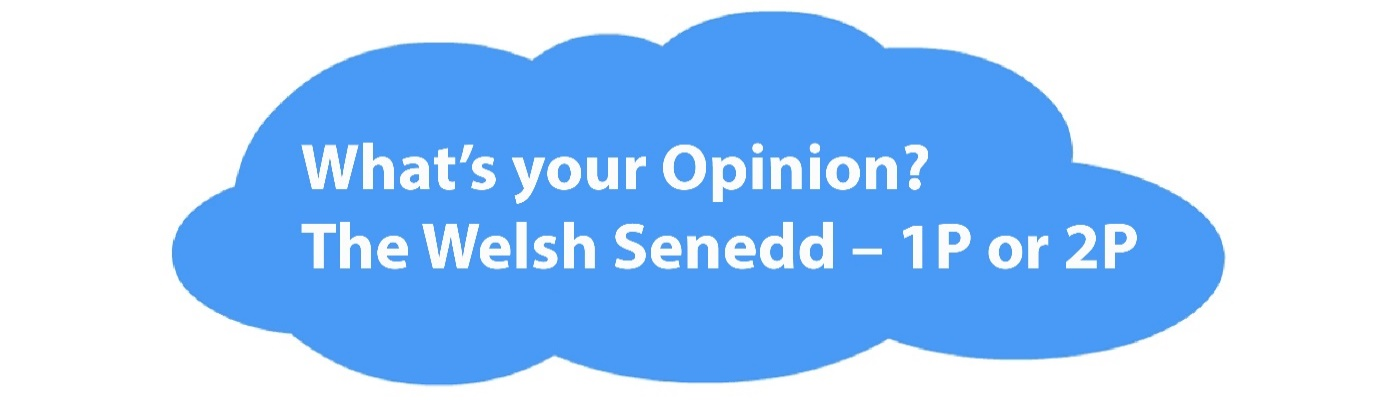 What’s your Opinion?
The Welsh Senedd – 1P or 2P